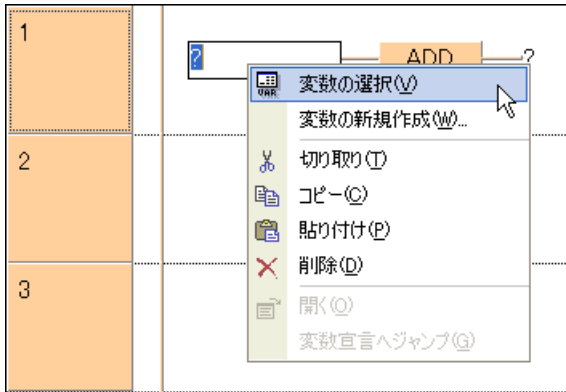 1
? ADD ?
変数の選択(V)
変数の新規作成(W)...
2
切り取り(T)
コピー(C)
貼り付け(P)
削除(D)
3
開く(O)
変数宣言へジャンプ(G)
VAR